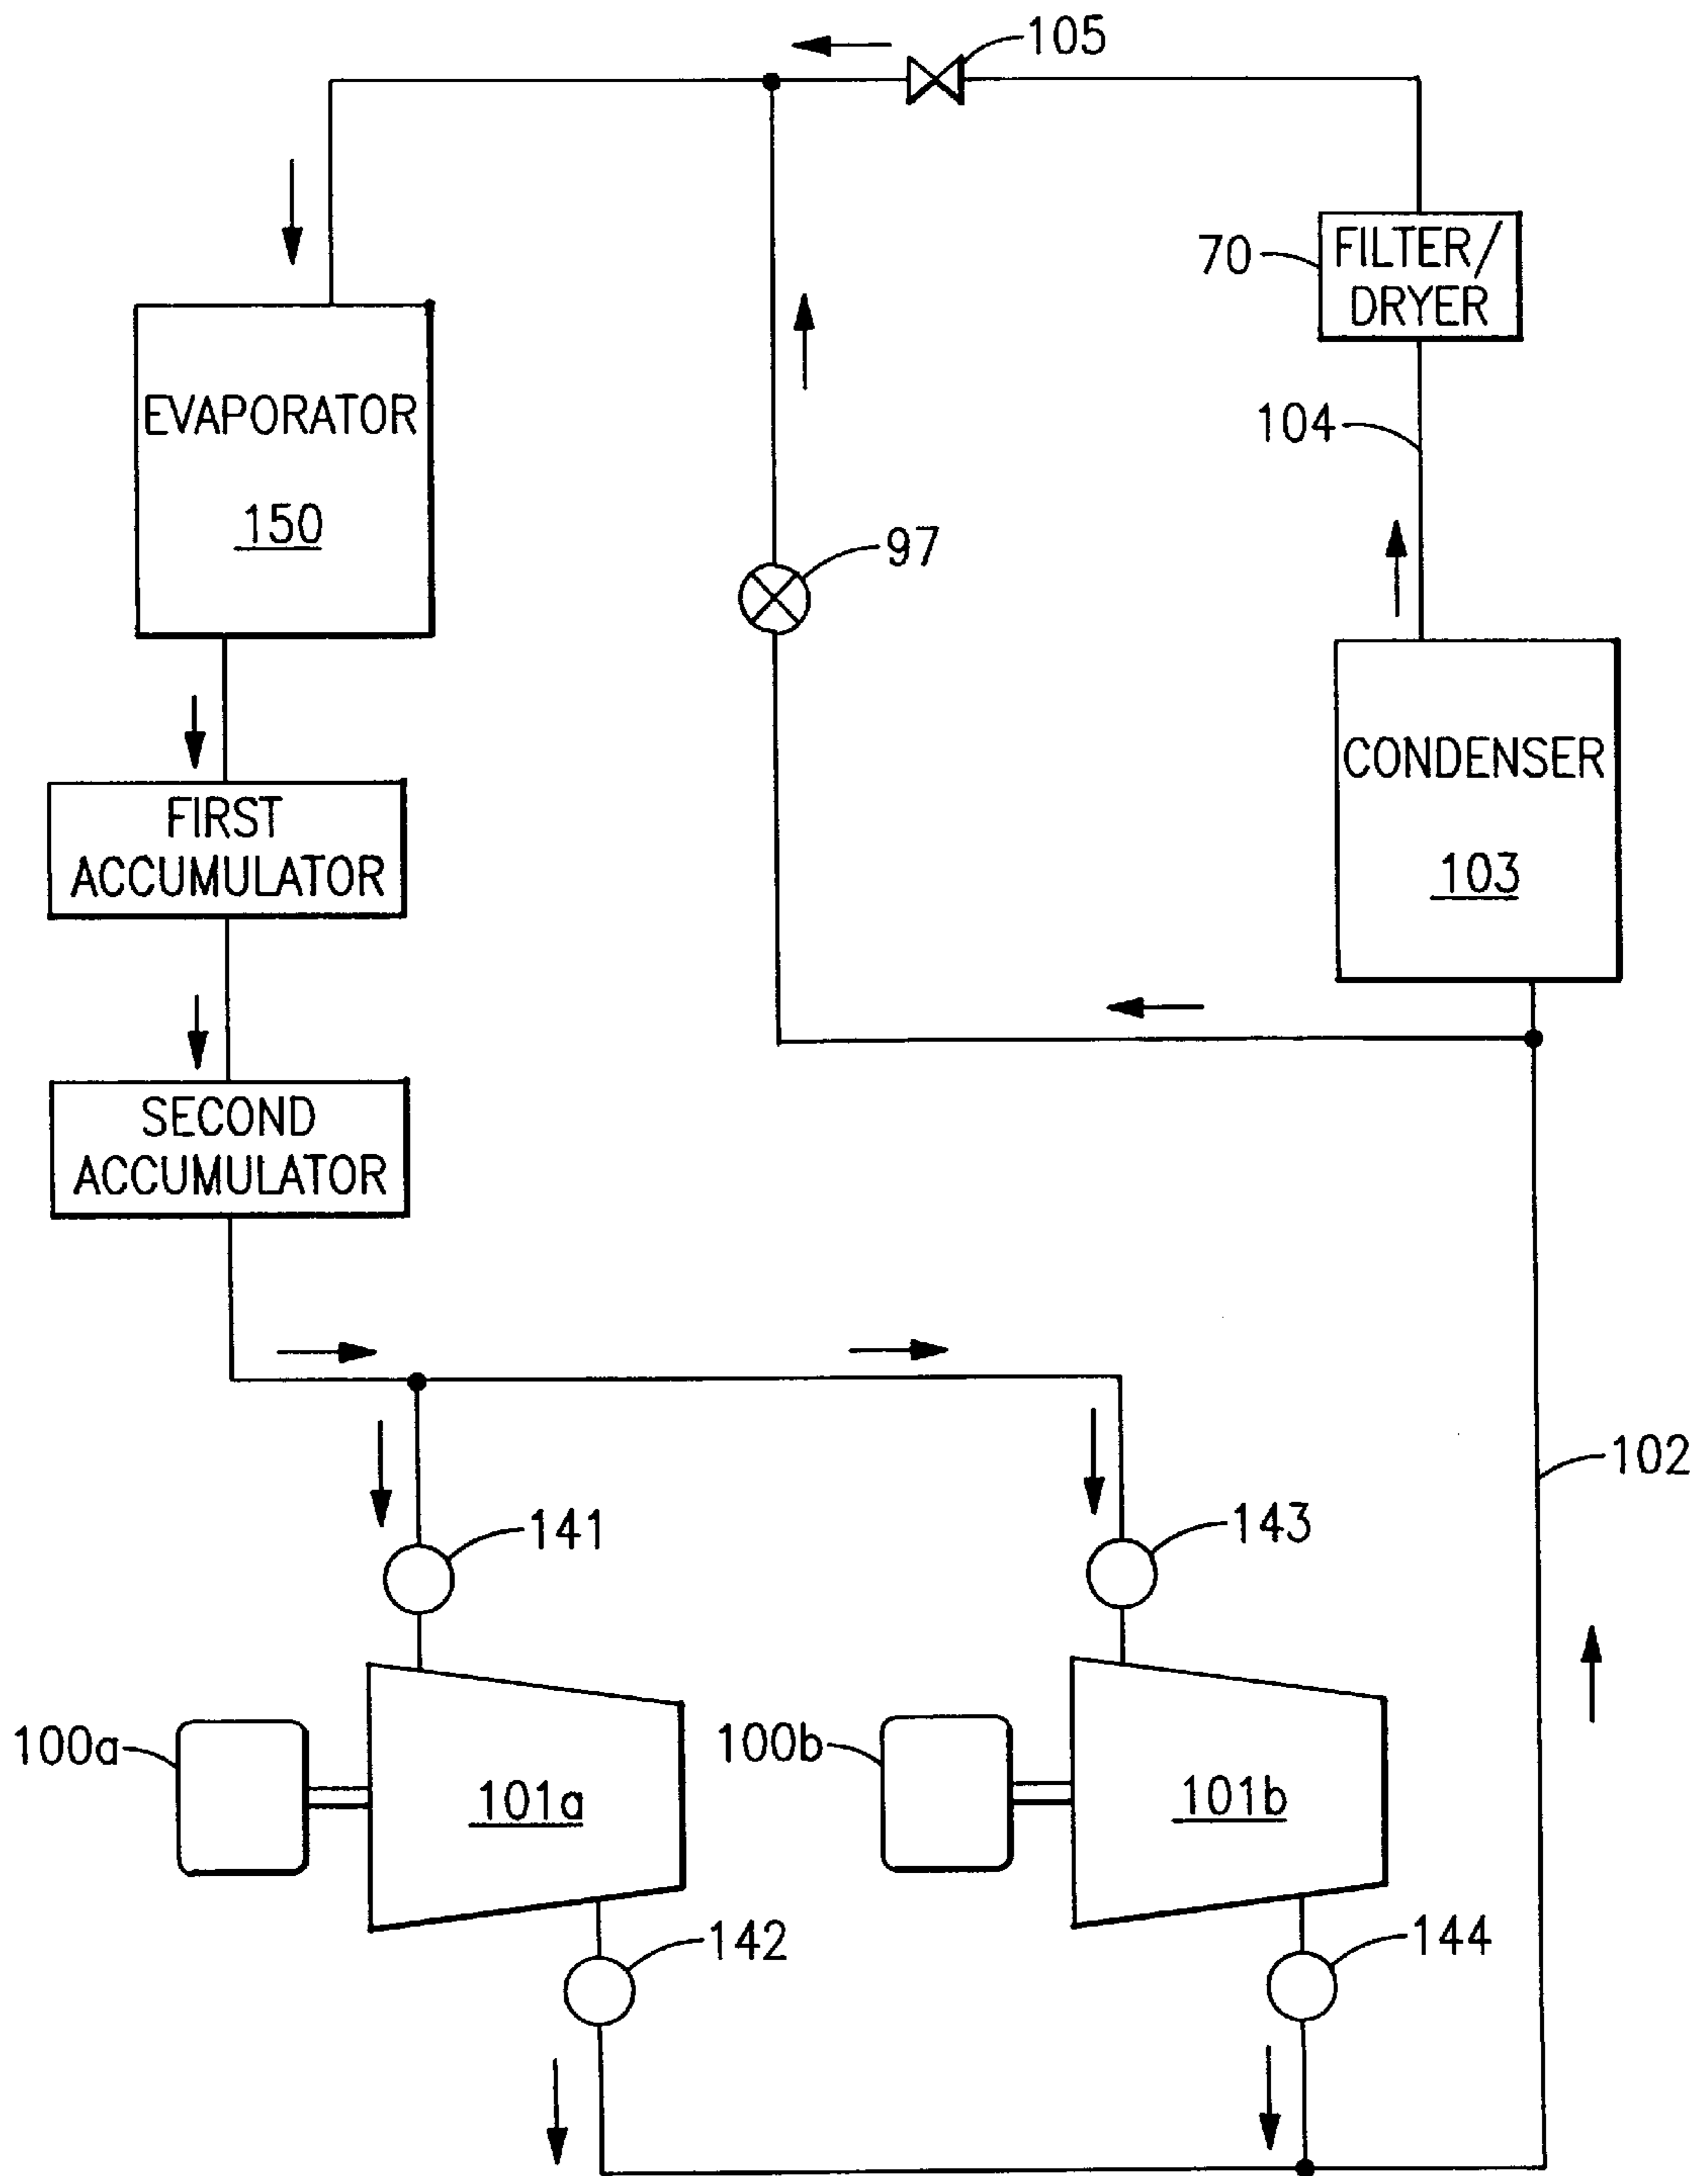 105
70
FILTER/
DRYER
EVAPORATOR
150
104
97
CONDENSER
103
FIRST
ACCUMULATOR
SECOND
ACCUMULATOR
102
141
143
100a
101a
100b
101b
142
144